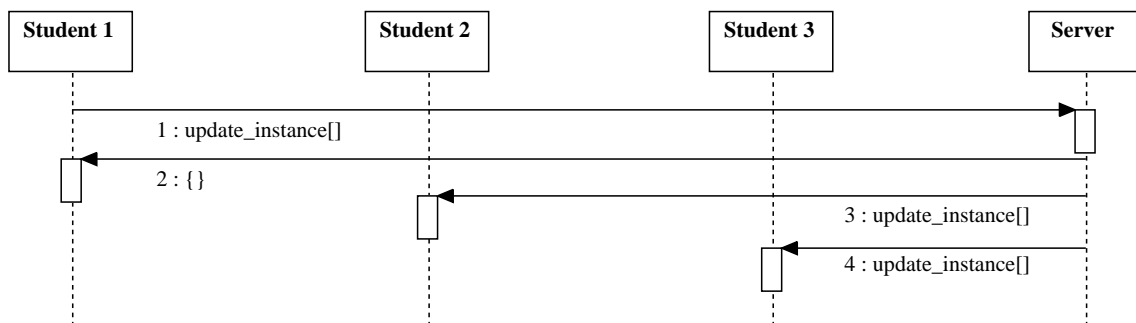 Student 1
Student 2
Student 3
Server
1 : update_instance[]
2 : {}
3 : update_instance[]
4 : update_instance[]